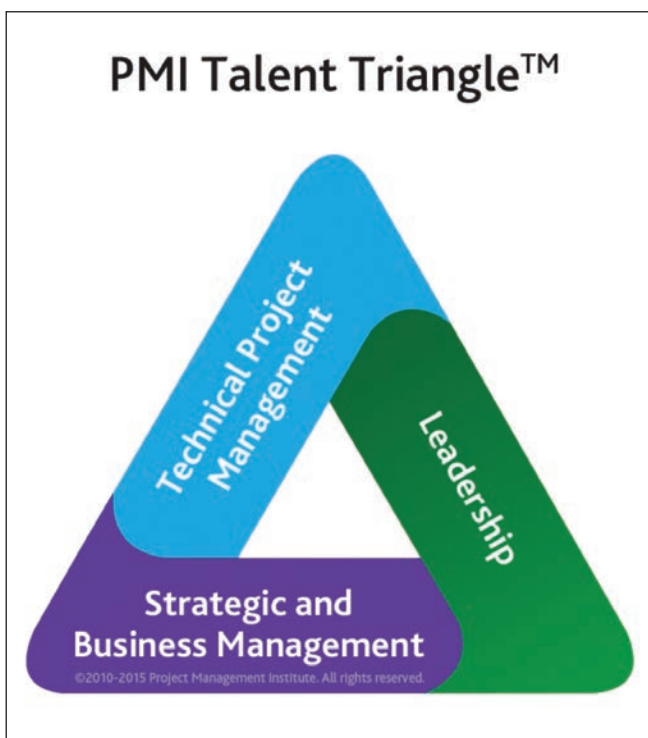 PMI Talent Triangle™
Technical Project
Management
Leadership
Strategic and
Business Management
©2010-2015 Project Management Institute. All rights reserved.